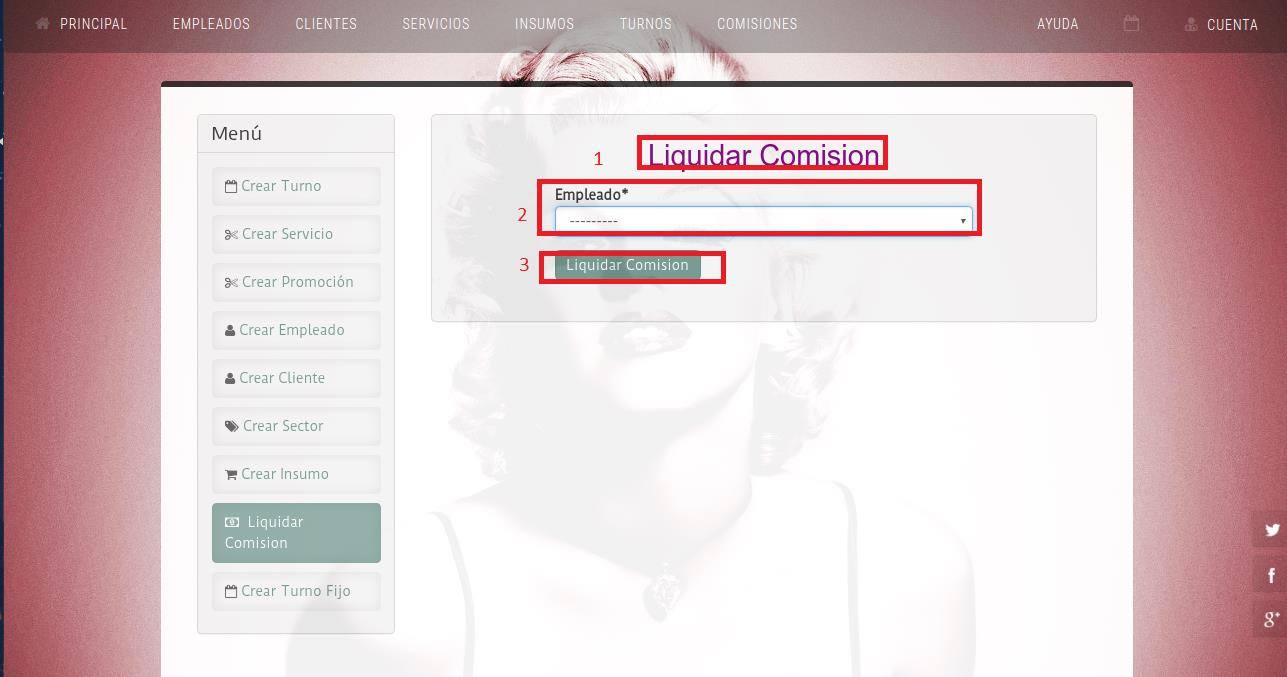 PRINCIPAL EMPLEADOS CLIENTES SERVICIOS INSUMOS TURNOS COMISIONES AYUDA CUENTA
Menú
Crear Turno
Crear Servicio
Crear Promoción
Crear Empleado
Crear Cliente
Crear Sector
Crear Insumo
Liquidar
Comision
Crear Turno Fijo
1 Liquidar Comision
Empleado*
2 ---------
3 Liquidar Comision